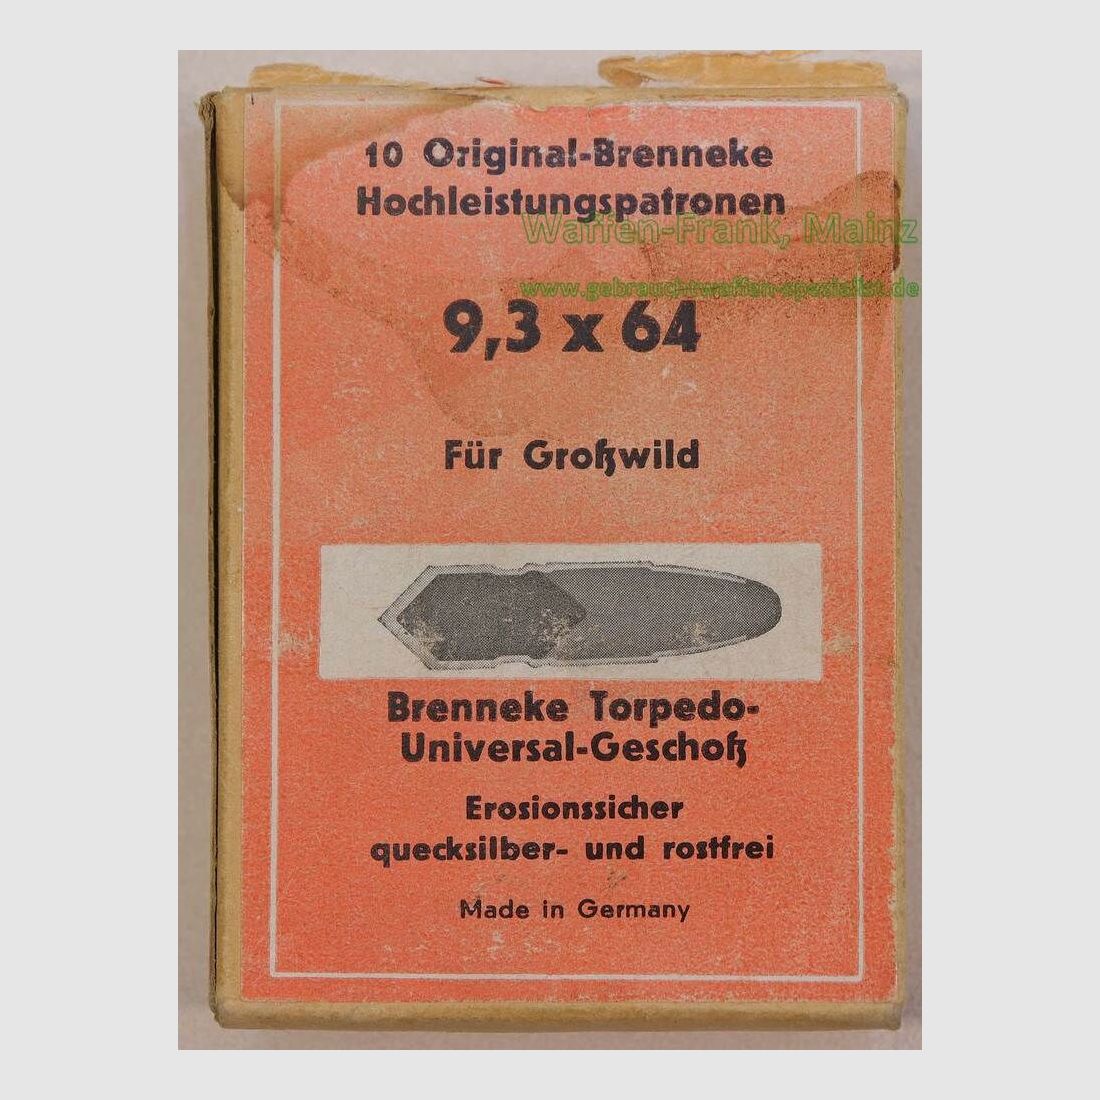 10 Original-Brenneke
Hochleistungspatronen
Waffen-Frank, Mainz
www.gebrauchtwaffen-spezialist.de
9,3 x 64
Für Großwild
Brenneke Torpedo-
Universal-Geschoß
Erosionssicher
quecksilber- und rostfrei
Made in Germany